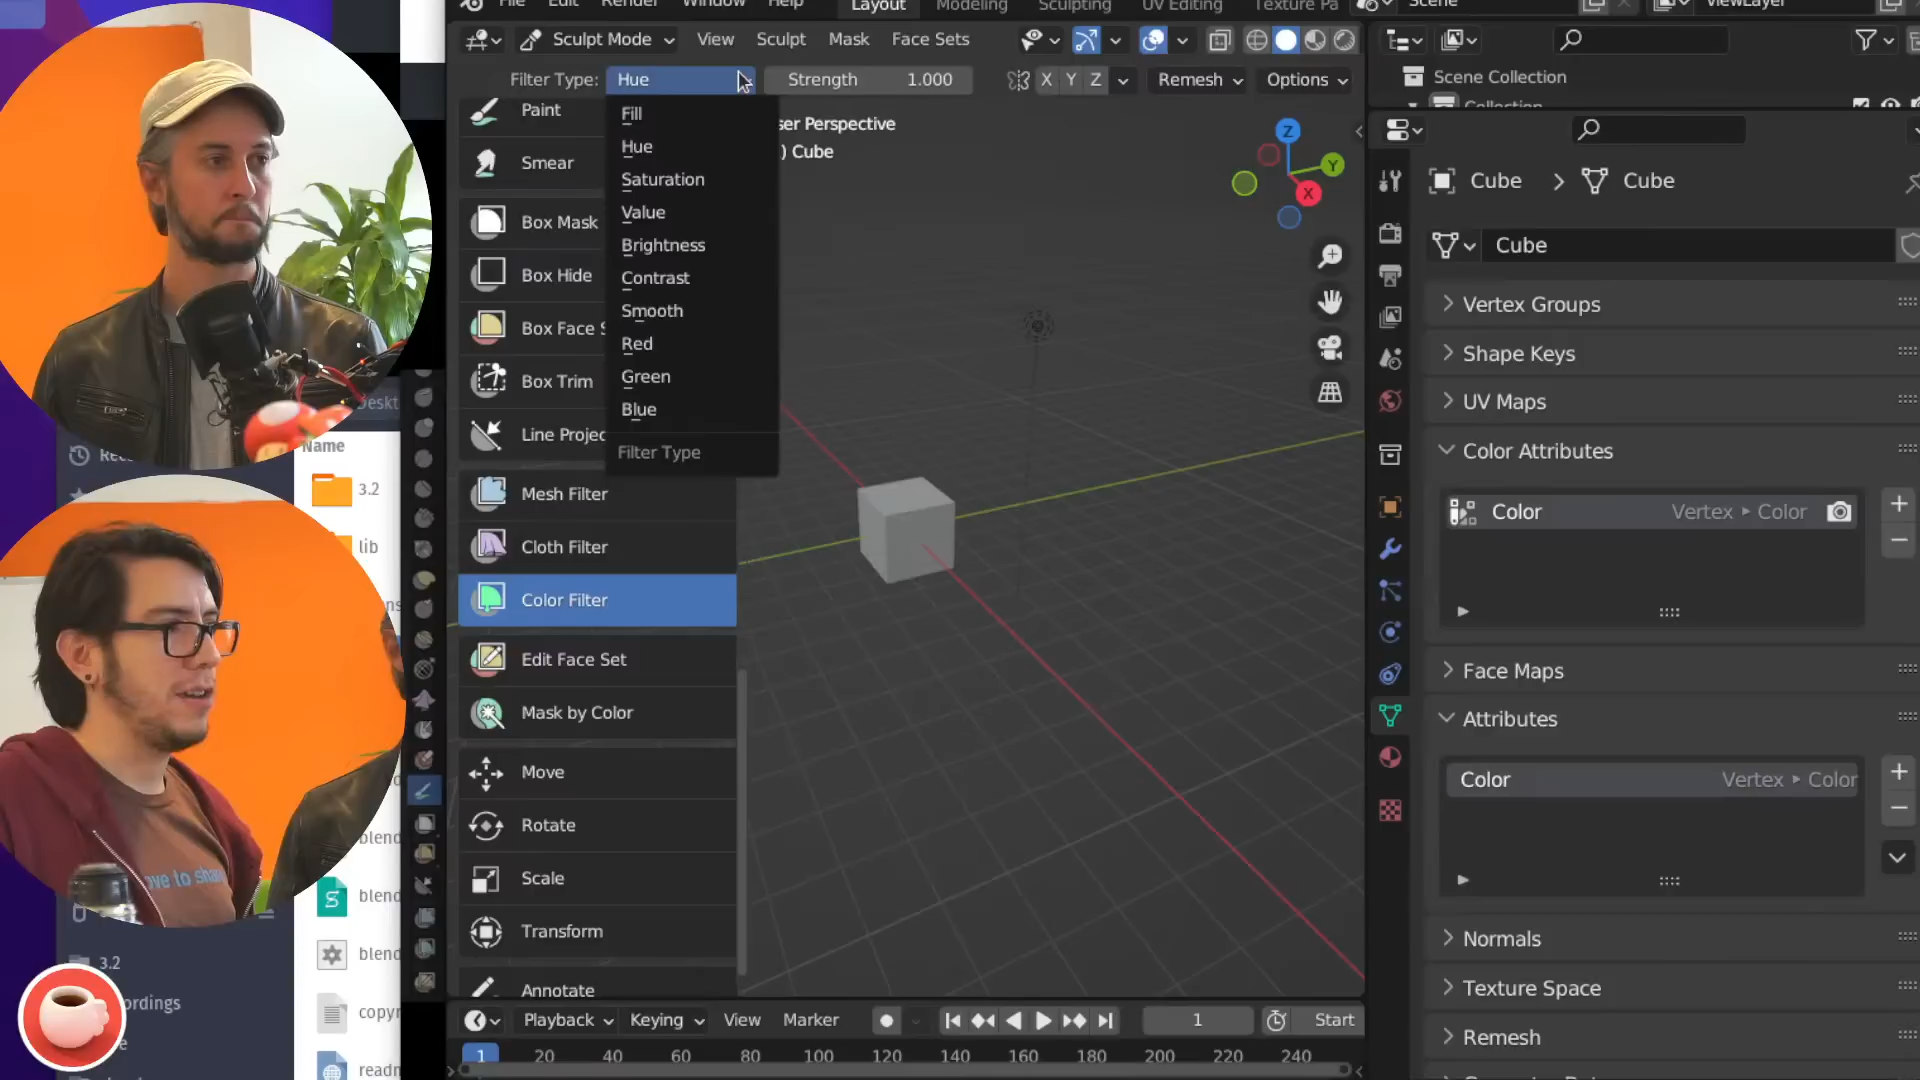 File Edit Render Window Help
Layout Modeling Sculpting UV Editing Texture Pa
Scene
ViewLayer
Sculpt Mode View Sculpt Mask Face Sets
Filter Type: Hue Strength 1.000 X Y Z Remesh Options
Fill
Hue
Saturation
Value
Brightness
Contrast
Smooth
Red
Green
Blue
Filter Type
Paint
Smear
Box Mask
Box Hide
Box Face S
Box Trim
Line Projec
Mesh Filter
Cloth Filter
Color Filter
Edit Face Set
Mask by Color
Move
Rotate
Scale
Transform
Annotate
ser Perspective
) Cube
Z
Y
X
Playback Keying View Marker 1 Start
1 20 40 60 80 100 120 140 160 180 200 220 240
Scene Collection
Collection
Cube > Cube
Cube
Vertex Groups
Shape Keys
UV Maps
Color Attributes
Color Vertex ▸ Color
Face Maps
Attributes
Color Vertex ▸ Color
Normals
Texture Space
Remesh
Deskt
Name
Rec
3.2
lib
ns
blend
blend
blend
blend
copyr
readm
3.2
ordings
ove to sha